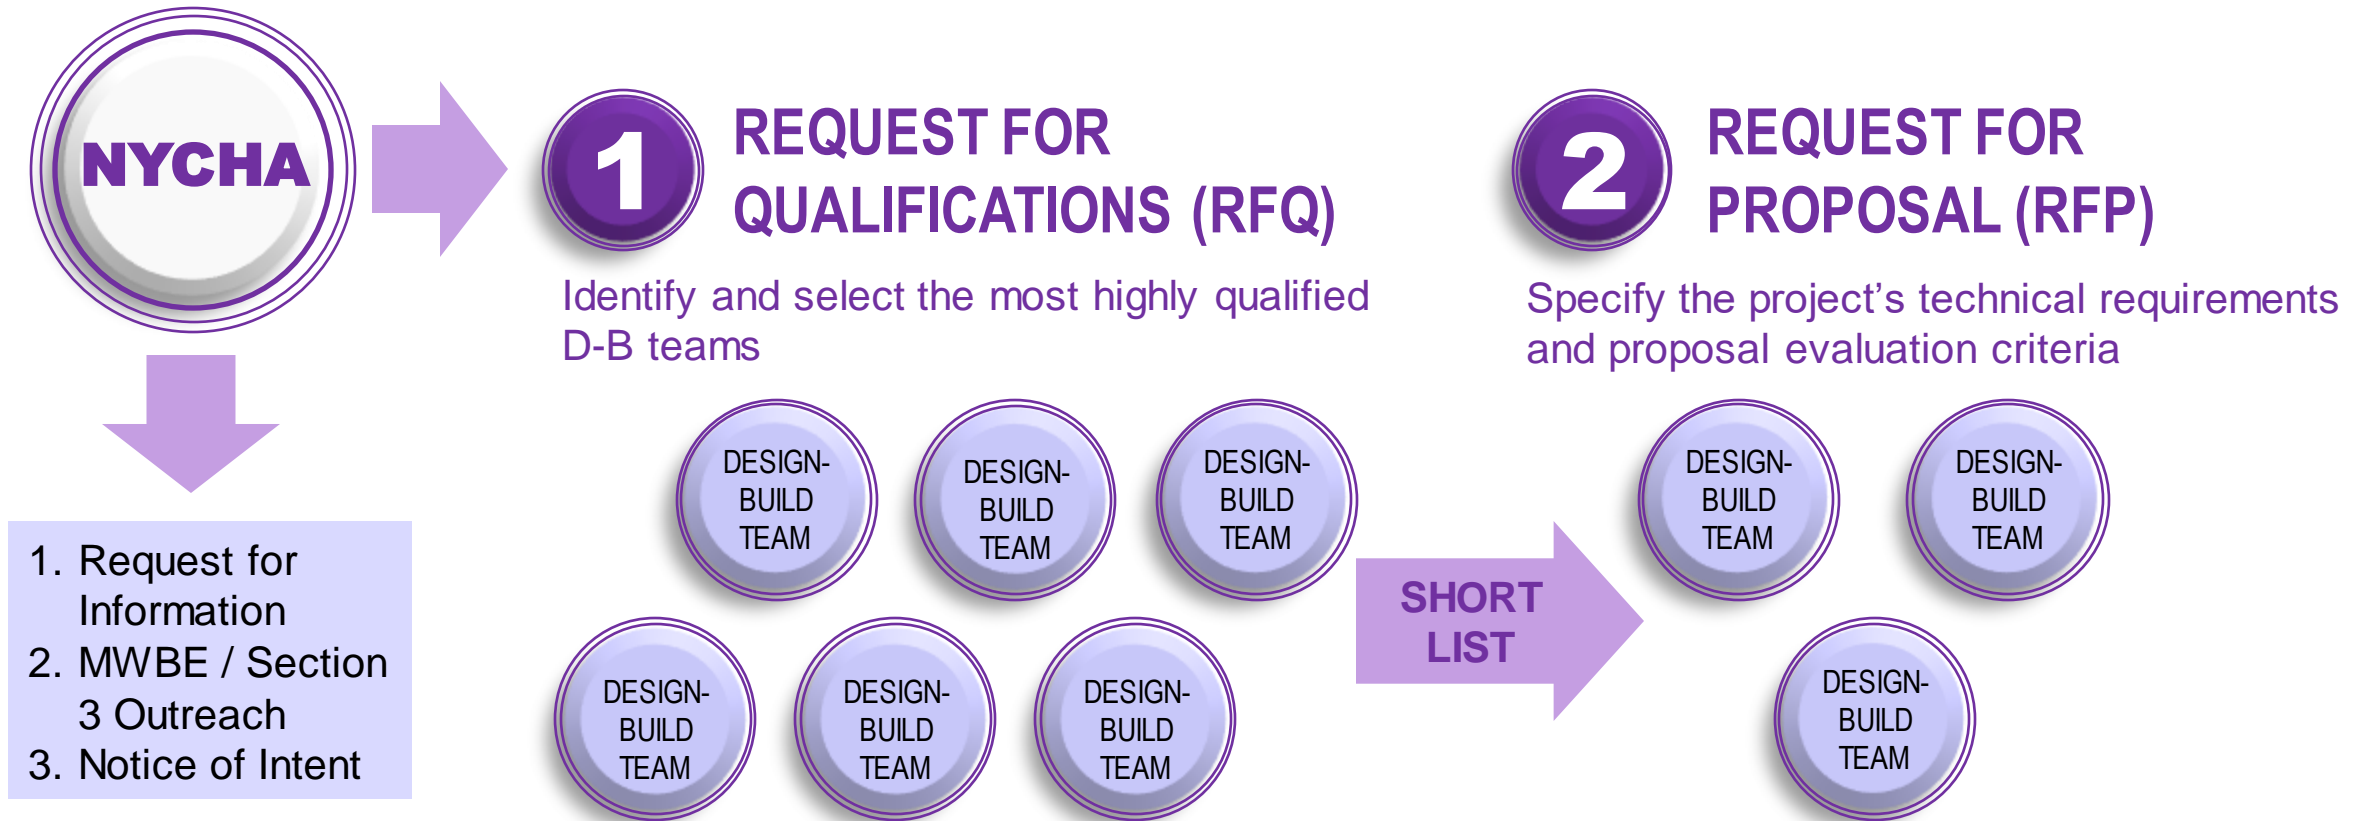 NYCHA
1. Request for
Information
2. MWBE / Section
3 Outreach
3. Notice of Intent
1
REQUEST FOR
QUALIFICATIONS (RFQ)
Identify and select the most highly qualified
D-B teams
DESIGN-
BUILD
TEAM
DESIGN-
BUILD
TEAM
DESIGN-
BUILD
TEAM
DESIGN-
BUILD
TEAM
DESIGN-
BUILD
TEAM
DESIGN-
BUILD
TEAM
SHORT
LIST
2
REQUEST FOR
PROPOSAL (RFP)
Specify the project’s technical requirements
and proposal evaluation criteria
DESIGN-
BUILD
TEAM
DESIGN-
BUILD
TEAM
DESIGN-
BUILD
TEAM